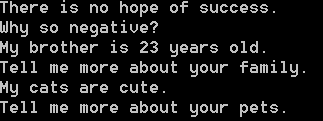 There is no hope of success.
Why so negative?
My brother is 23 years old.
Tell me more about your family.
My cats are cute.
Tell me more about your pets.